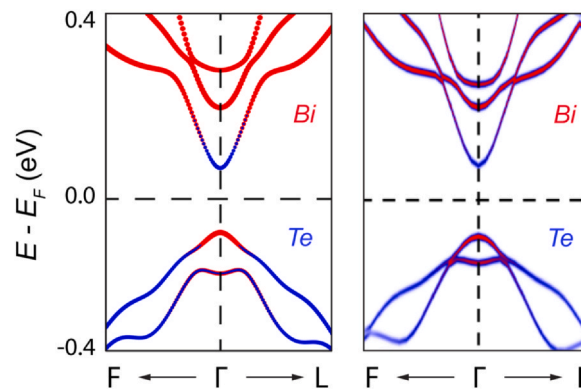 E - E_F (eV)
0.4
0.0
-0.4
Bi
Te
F ← Γ → L
Bi
Te
F ← Γ →